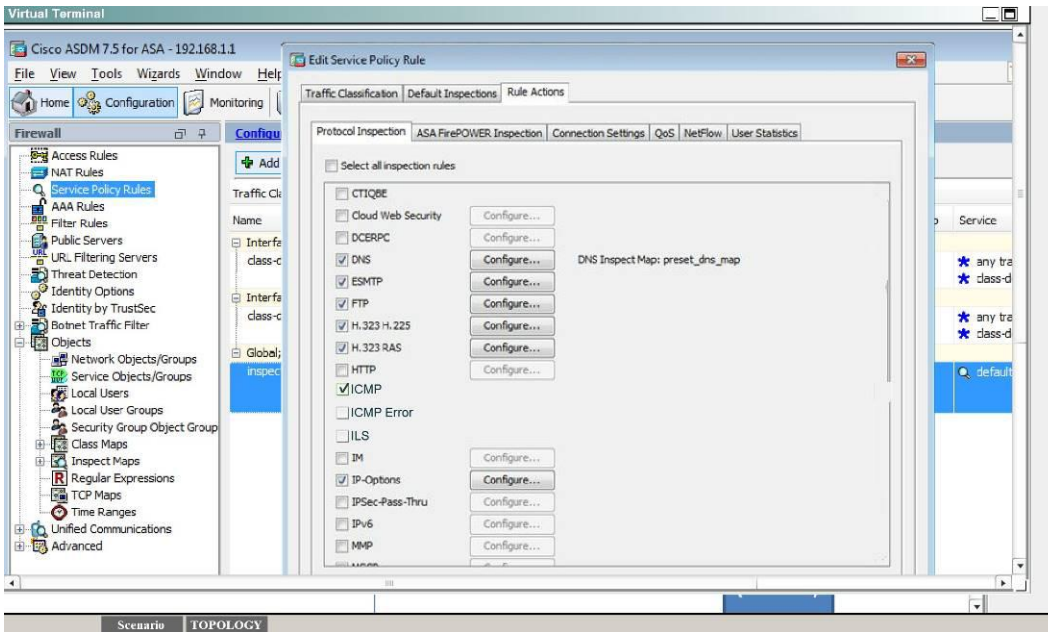 Virtual Terminal
Cisco ASDM 7.5 for ASA - 192.168.1.1
File View Tools Wizards Window Help
Home Configuration Monitoring
Firewall
Access Rules
NAT Rules
Service Policy Rules
AAA Rules
Filter Rules
Public Servers
URL Filtering Servers
Threat Detection
Identity Options
Identity by TrustSec
Botnet Traffic Filter
Objects
Network Objects/Groups
Service Objects/Groups
Local Users
Local User Groups
Security Group Object Group
Class Maps
Inspect Maps
Regular Expressions
TCP Maps
Time Ranges
Unified Communications
Advanced
Configu
Add
Traffic Cla
Name
Interfa
class-c
Interfa
class-c
Global;
inspec
Edit Service Policy Rule
Traffic Classification Default Inspections Rule Actions
Protocol Inspection ASA FirePOWER Inspection Connection Settings QoS NetFlow User Statistics
Select all inspection rules
CTIQBE
Cloud Web Security Configure...
DCERPC Configure...
DNS Configure... DNS Inspect Map: preset_dns_map
ESMTP Configure...
FTP Configure...
H.323 H.225 Configure...
H.323 RAS Configure...
HTTP Configure...
ICMP
ICMP Error
ILS
IM Configure...
IP-Options Configure...
IPSec-Pass-Thru Configure...
IPv6 Configure...
MMP Configure...
Service
any tra
class-d
any tra
class-d
default
Scenario TOPOLOGY